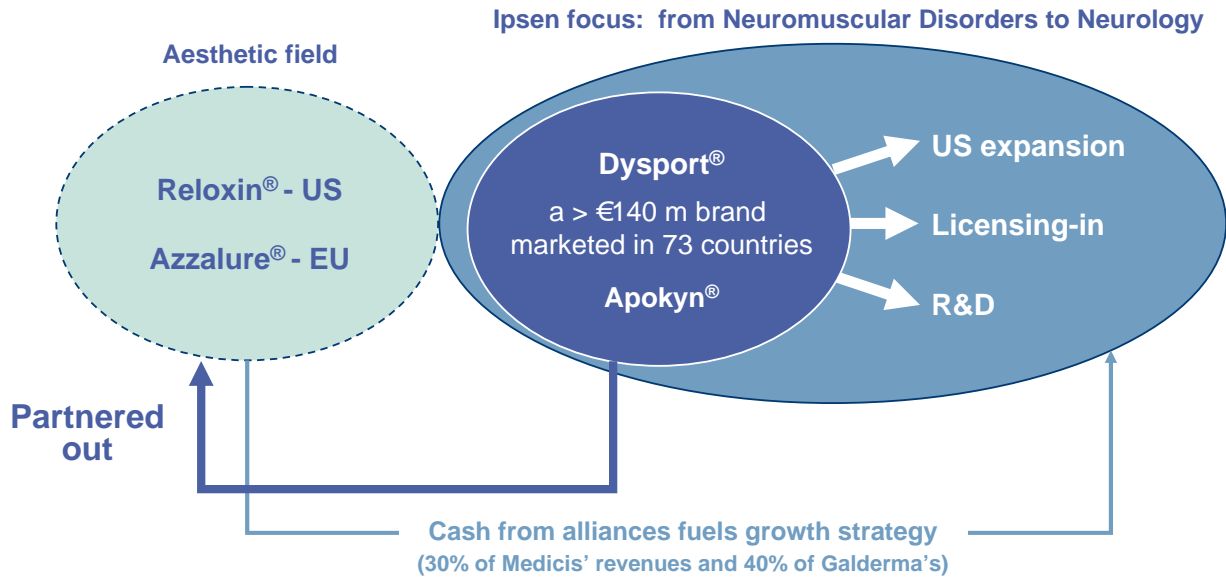 Ipsen focus: from Neuromuscular Disorders to Neurology
Aesthetic field
Reloxin® - US
Azzalure® - EU
Dysport®
a > €140 m brand
marketed in 73 countries
Apokyn®
US expansion
Licensing-in
R&D
Partnered
out
Cash from alliances fuels growth strategy
(30% of Medicis’ revenues and 40% of Galderma’s)